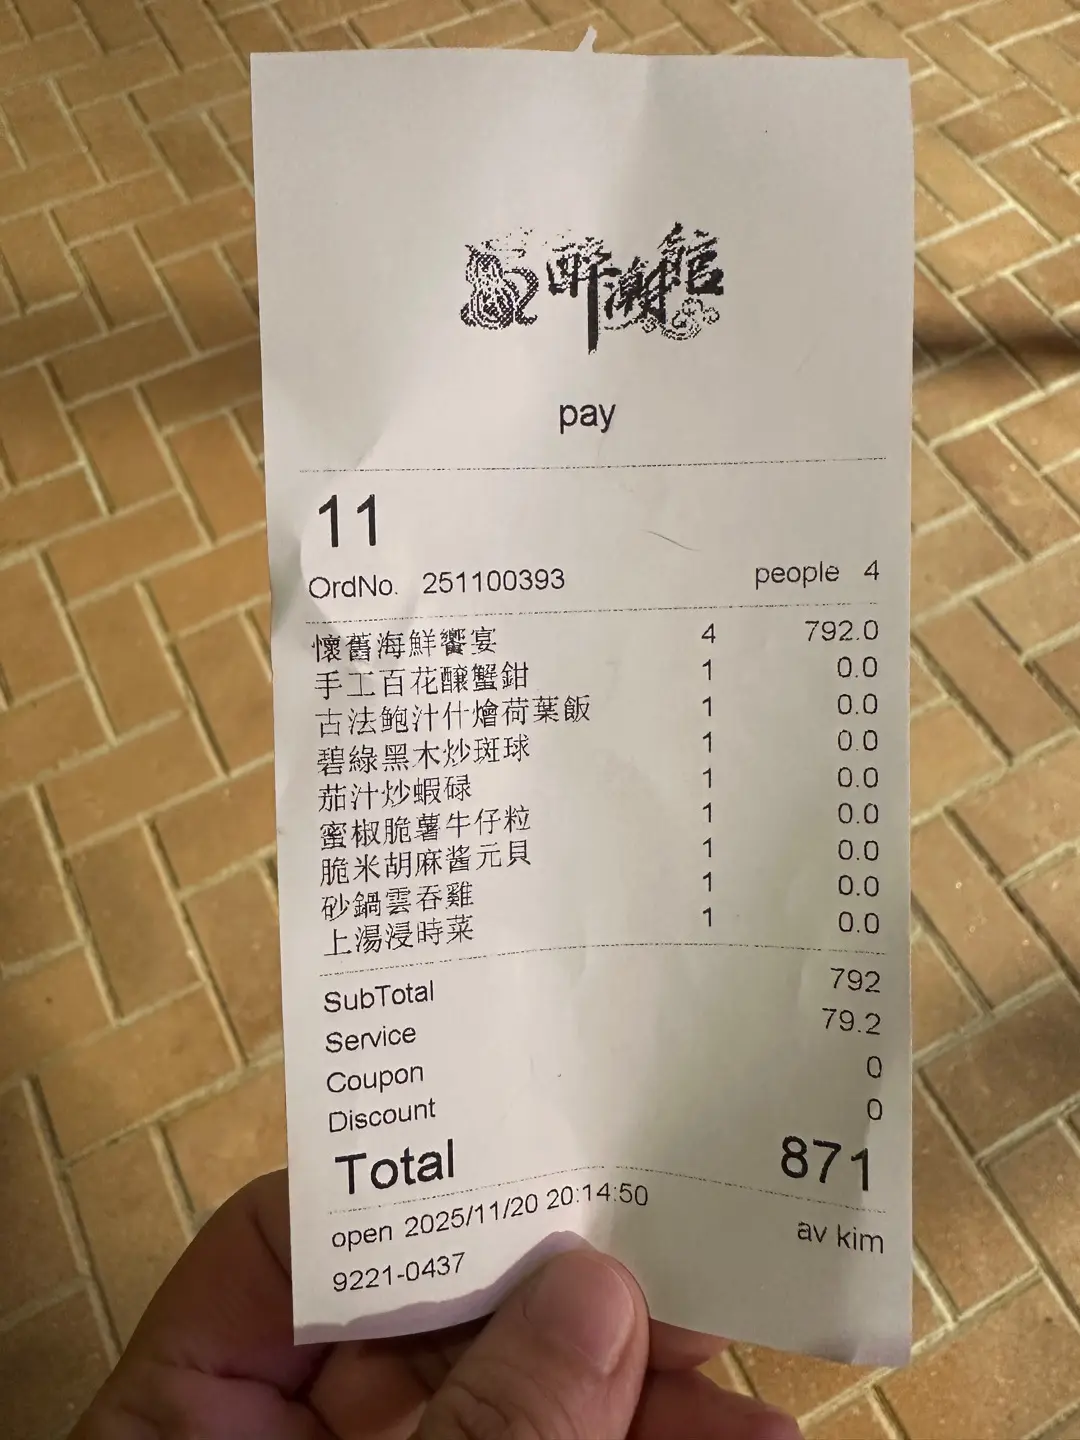 醉潮館
pay
11
OrdNo. 251100393 people 4
懷舊海鮮饗宴 4 792.0
手工百花釀蟹鉗 1 0.0
古法鮑汁什燴荷葉飯 1 0.0
碧綠黑木炒斑球 1 0.0
茄汁炒蝦碌 1 0.0
蜜椒脆薯牛仔粒 1 0.0
脆米胡麻酱元貝 1 0.0
砂鍋雲吞雞 1 0.0
上湯浸時菜 1 0.0
SubTotal 792
Service 79.2
Coupon 0
Discount 0
Total 871
open 2025/11/20 20:14:50 av kim
9221-0437